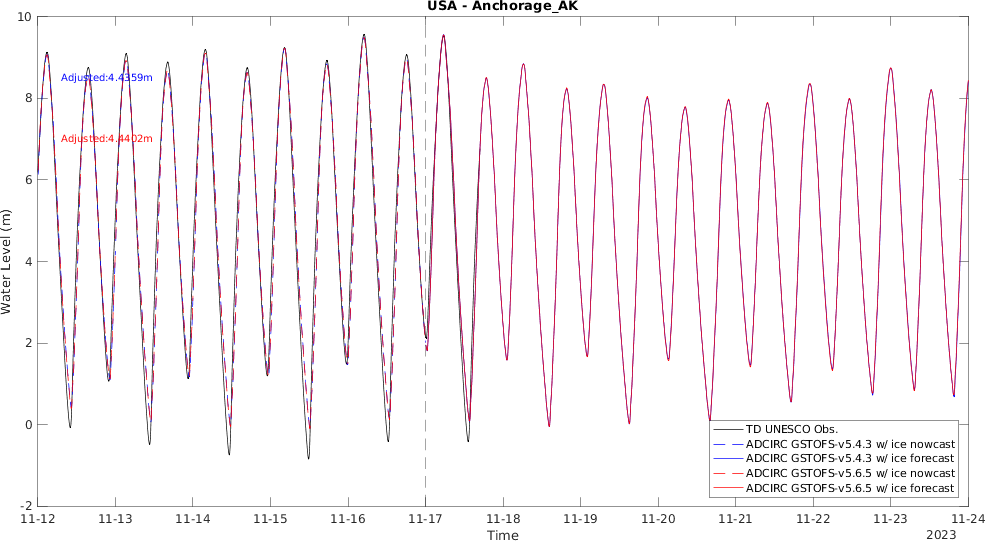 USA - Anchorage_AK
10
8
6
4
2
0
-2
Water Level (m)
Adjusted:4.4359m
Adjusted:4.4402m
TD UNESCO Obs.
ADCIRC GSTOFS-v5.4.3 w/ ice nowcast
ADCIRC GSTOFS-v5.4.3 w/ ice forecast
ADCIRC GSTOFS-v5.6.5 w/ ice nowcast
ADCIRC GSTOFS-v5.6.5 w/ ice forecast
11-12 11-13 11-14 11-15 11-16 11-17 11-18 11-19 11-20 11-21 11-22 11-23 11-24
Time
2023